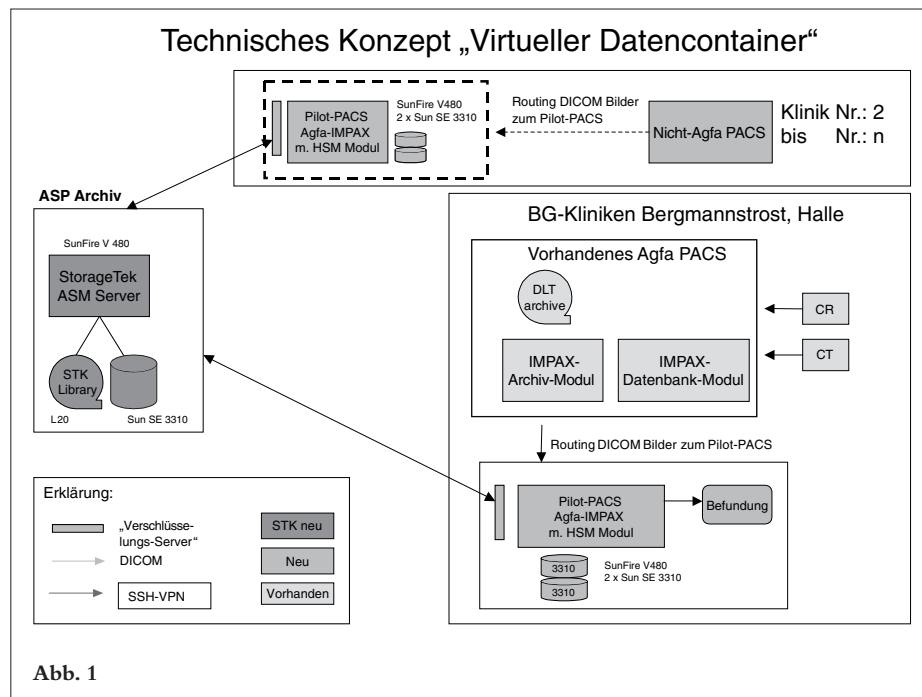 Technisches Konzept „Virtueller Datencontainer“
Pilot-PACS
Agfa-IMPAX
m. HSM Modul
SunFire V480
2 x Sun SE 3310
Routing DICOM Bilder
zum Pilot-PACS
Nicht-Agfa PACS
Klinik Nr.: 2
bis Nr.: n
ASP Archiv
SunFire V 480
StorageTek
ASM Server
STK
Library
L20
Sun SE 3310
BG-Kliniken Bergmannstrost, Halle
Vorhandenes Agfa PACS
DLT
archive
IMPAX-
Archiv-Modul
IMPAX-
Datenbank-Modul
CR
CT
Routing DICOM Bilder zum Pilot-PACS
Pilot-PACS
Agfa-IMPAX
m. HSM Modul
Befundung
3310
3310
SunFire V480
2 x Sun SE 3310
Erklärung:
„Verschlüsse-
lungs-Server“
DICOM
SSH-VPN
STK neu
Neu
Vorhanden
Abb. 1